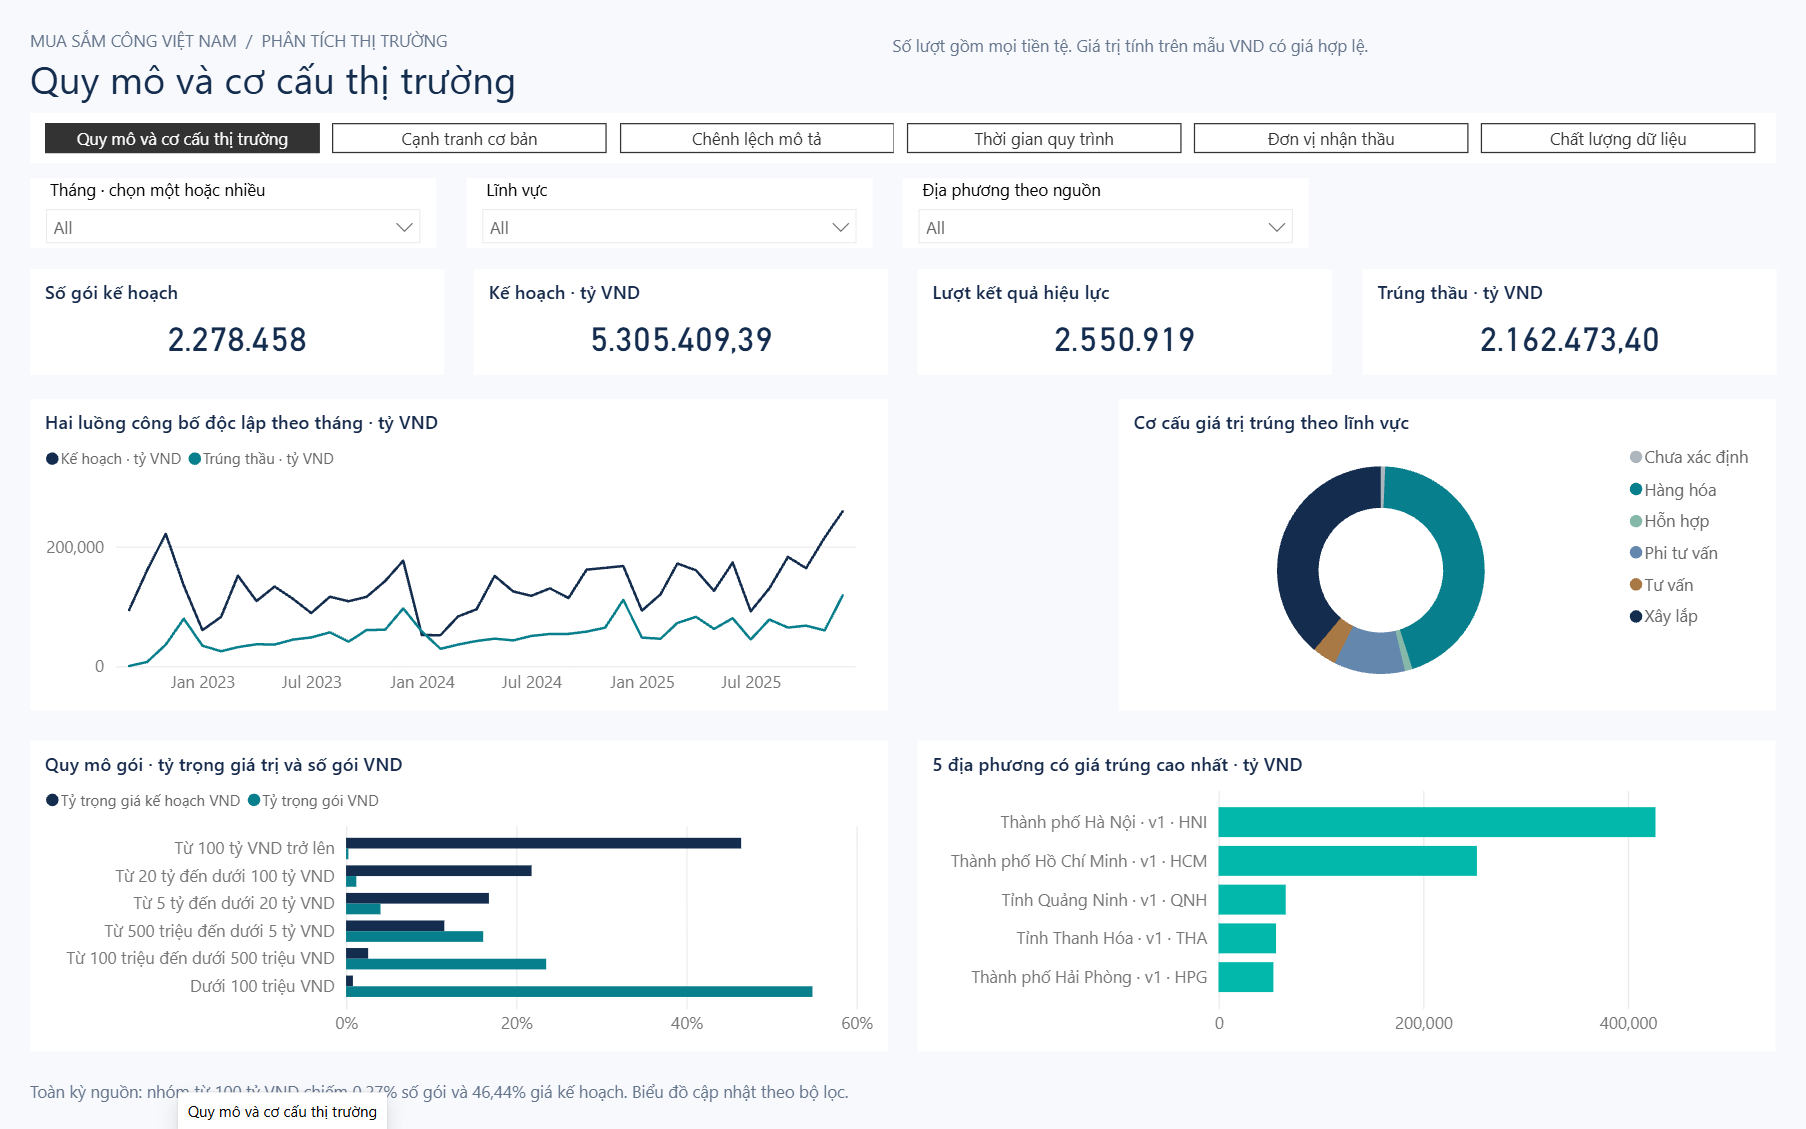 MUA SẮM CÔNG VIỆT NAM / PHÂN TÍCH THỊ TRƯỜNG
Số lượt gồm mọi tiền tệ. Giá trị tính trên mẫu VND có giá hợp lệ.
Quy mô và cơ cấu thị trường
Quy mô và cơ cấu thị trường
Cạnh tranh cơ bản
Chênh lệch mô tả
Thời gian quy trình
Đơn vị nhận thầu
Chất lượng dữ liệu
Tháng · chọn một hoặc nhiều
All
Lĩnh vực
All
Địa phương theo nguồn
All
Số gói kế hoạch
2.278.458
Kế hoạch · tỷ VND
5.305.409,39
Lượt kết quả hiệu lực
2.550.919
Trúng thầu · tỷ VND
2.162.473,40
Hai luồng công bố độc lập theo tháng · tỷ VND
Kế hoạch · tỷ VND
Trúng thầu · tỷ VND
200,000
0
Jan 2023
Jul 2023
Jan 2024
Jul 2024
Jan 2025
Jul 2025
Cơ cấu giá trị trúng theo lĩnh vực
Chưa xác định
Hàng hóa
Hỗn hợp
Phi tư vấn
Tư vấn
Xây lắp
Quy mô gói · tỷ trọng giá trị và số gói VND
Tỷ trọng giá kế hoạch VND
Tỷ trọng gói VND
Từ 100 tỷ VND trở lên
Từ 20 tỷ đến dưới 100 tỷ VND
Từ 5 tỷ đến dưới 20 tỷ VND
Từ 500 triệu đến dưới 5 tỷ VND
Từ 100 triệu đến dưới 500 triệu VND
Dưới 100 triệu VND
0%
20%
40%
60%
5 địa phương có giá trúng cao nhất · tỷ VND
Thành phố Hà Nội · v1 · HNI
Thành phố Hồ Chí Minh · v1 · HCM
Tỉnh Quảng Ninh · v1 · QNH
Tỉnh Thanh Hóa · v1 · THA
Thành phố Hải Phòng · v1 · HPG
0
200,000
400,000
Toàn kỳ nguồn: nhóm từ 100 tỷ VND chiếm 0,27% số gói và 46,44% giá kế hoạch. Biểu đồ cập nhật theo bộ lọc.
Quy mô và cơ cấu thị trường